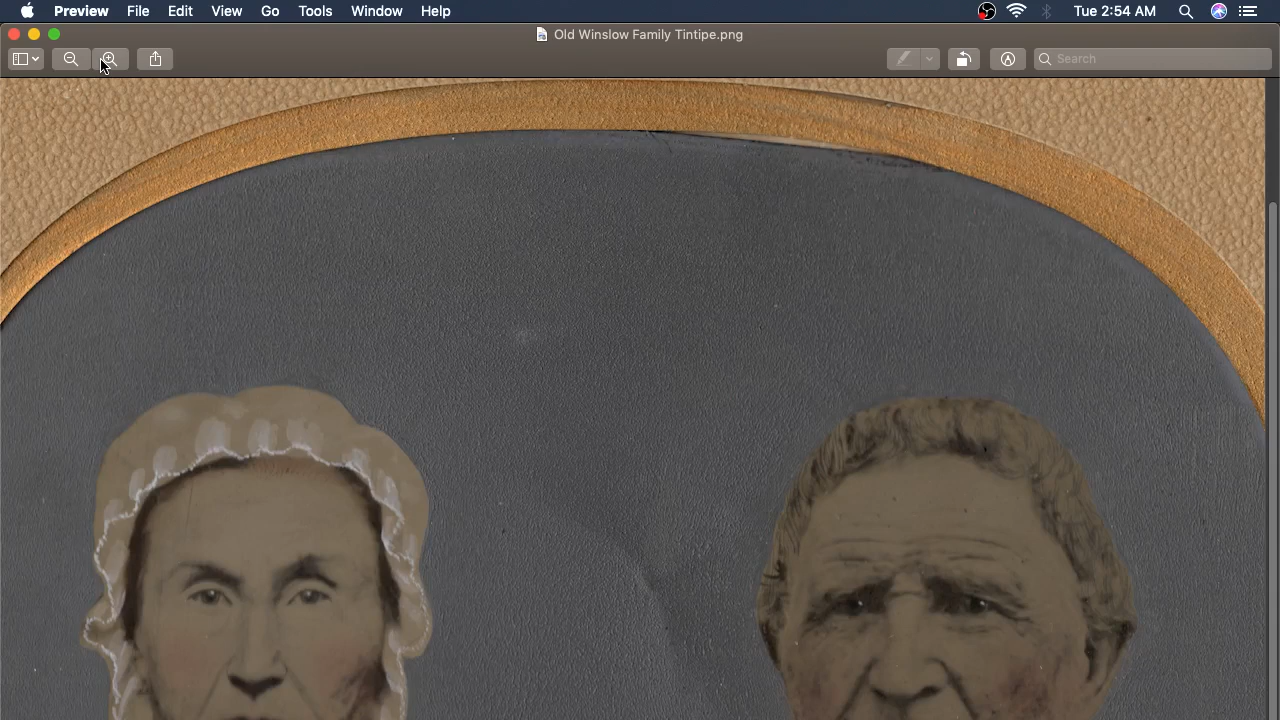 Preview File Edit View Go Tools Window Help Tue 2:54 AM
Old Winslow Family Tintipe.png
Search